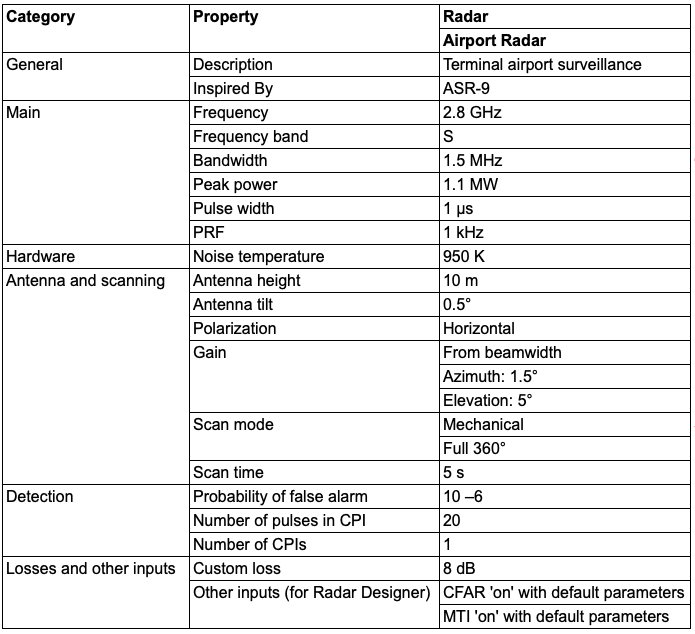 Category Property Radar
Airport Radar
General Description Terminal airport surveillance
Inspired By ASR-9
Main Frequency 2.8 GHz
Frequency band S
Bandwidth 1.5 MHz
Peak power 1.1 MW
Pulse width 1 μs
PRF 1 kHz
Hardware Noise temperature 950 K
Antenna and scanning Antenna height 10 m
Antenna tilt 0.5°
Polarization Horizontal
Gain From beamwidth
Azimuth: 1.5°
Elevation: 5°
Scan mode Mechanical
Full 360°
Scan time 5 s
Detection Probability of false alarm 10 –6
Number of pulses in CPI 20
Number of CPIs 1
Losses and other inputs Custom loss 8 dB
Other inputs (for Radar Designer) CFAR 'on' with default parameters
MTI 'on' with default parameters